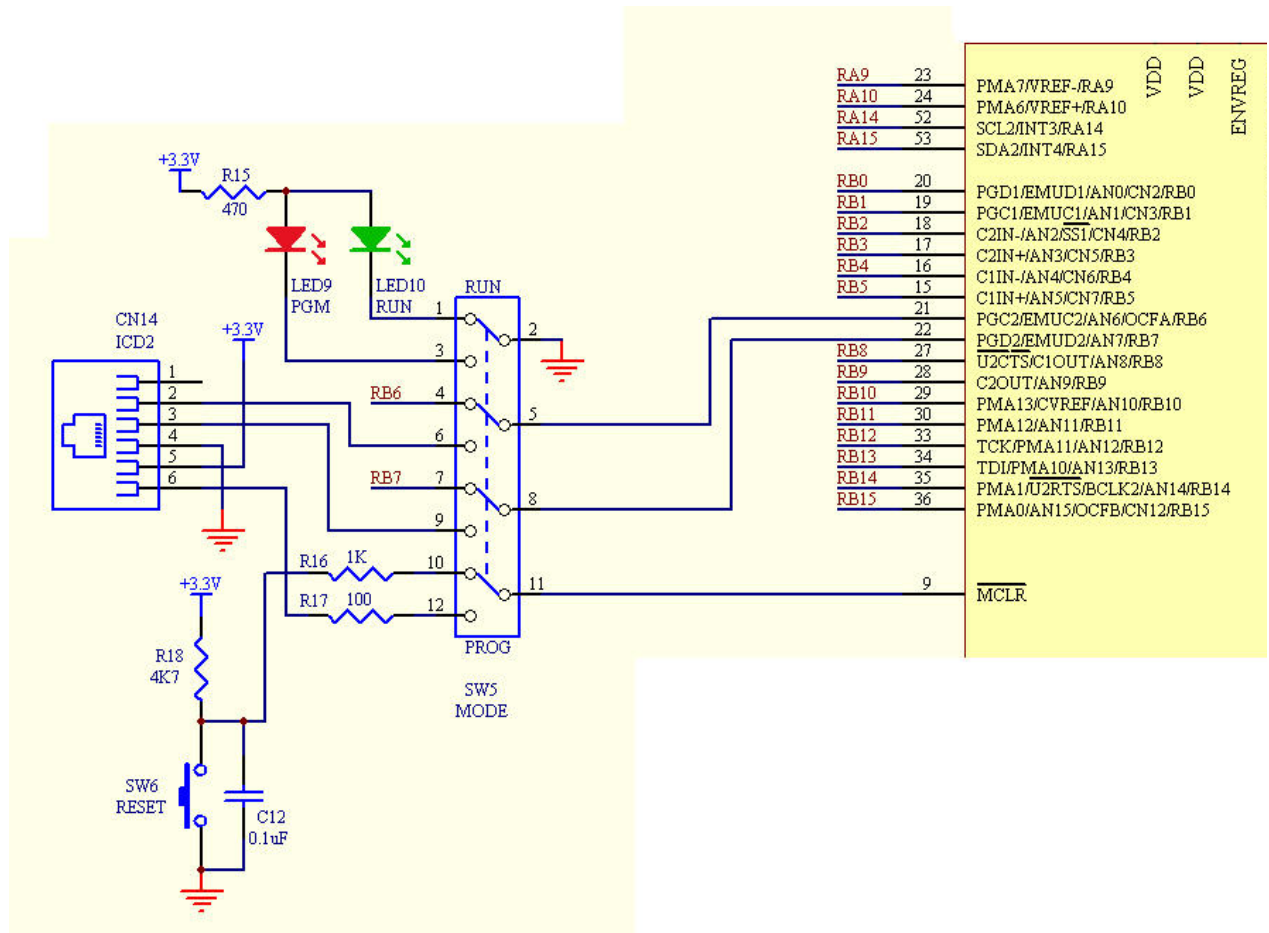 RA9 23 PMA7/VREF-/RA9
RA10 24 PMA6/VREF+/RA10
RA14 52 SCL2/INT3/RA14
RA15 53 SDA2/INT4/RA15
VDD
VDD
ENVREG
RB0 20 PGD1/EMUD1/AN0/CN2/RB0
RB1 19 PGC1/EMUC1/AN1/CN3/RB1
RB2 18 C2IN-/AN2/SS1/CN4/RB2
RB3 17 C2IN+/AN3/CN5/RB3
RB4 16 C1IN-/AN4/CN6/RB4
RB5 15 C1IN+/AN5/CN7/RB5
21 PGC2/EMUC2/AN6/OCFA/RB6
22 PGD2/EMUD2/AN7/RB7
RB8 27 U2CTS/C1OUT/AN8/RB8
RB9 28 C2OUT/AN9/RB9
RB10 29 PMA13/CVREF/AN10/RB10
RB11 30 PMA12/AN11/RB11
RB12 33 TCK/PMA11/AN12/RB12
RB13 34 TDI/PMA10/AN13/RB13
RB14 35 PMA1/U2RTS/BCLK2/AN14/RB14
RB15 36 PMA0/AN15/OCFB/CN12/RB15
9 MCLR
+3.3V
R15
470
LED9
PGM
LED10
RUN
RUN
1
2
3
RB6 4
5
6
RB7 7
8
9
10
11
12
PROG
SW5
MODE
CN14
ICD2
+3.3V
1
2
3
4
5
6
R16 1K
R17 100
+3.3V
R18
4K7
SW6
RESET
C12
0.1uF